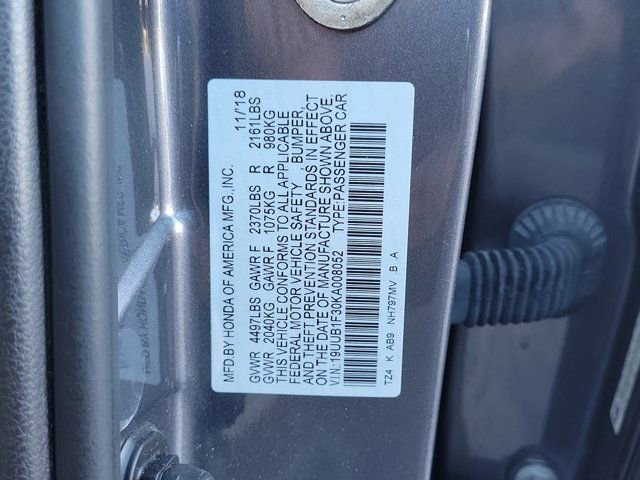 MFD.BY HONDA OF AMERICA MFG.,INC. 11/'18
GVWR 4497LBS GAWR F 2370LBS R 2161LBS
GVWR 2040KG GAWR F 1075KG R 980KG
THIS VEHICLE CONFORMS TO ALL APPLICABLE
FEDERAL MOTOR VEHICLE SAFETY , BUMPER,
AND THEFT PREVENTION STANDARDS IN EFFECT
ON THE DATE OF MANUFACTURE SHOWN ABOVE.
V.I.N.:19UUB1F30KA008052 TYPE:PASSENGER CAR
TZ4 K AB9 NH797MV B A